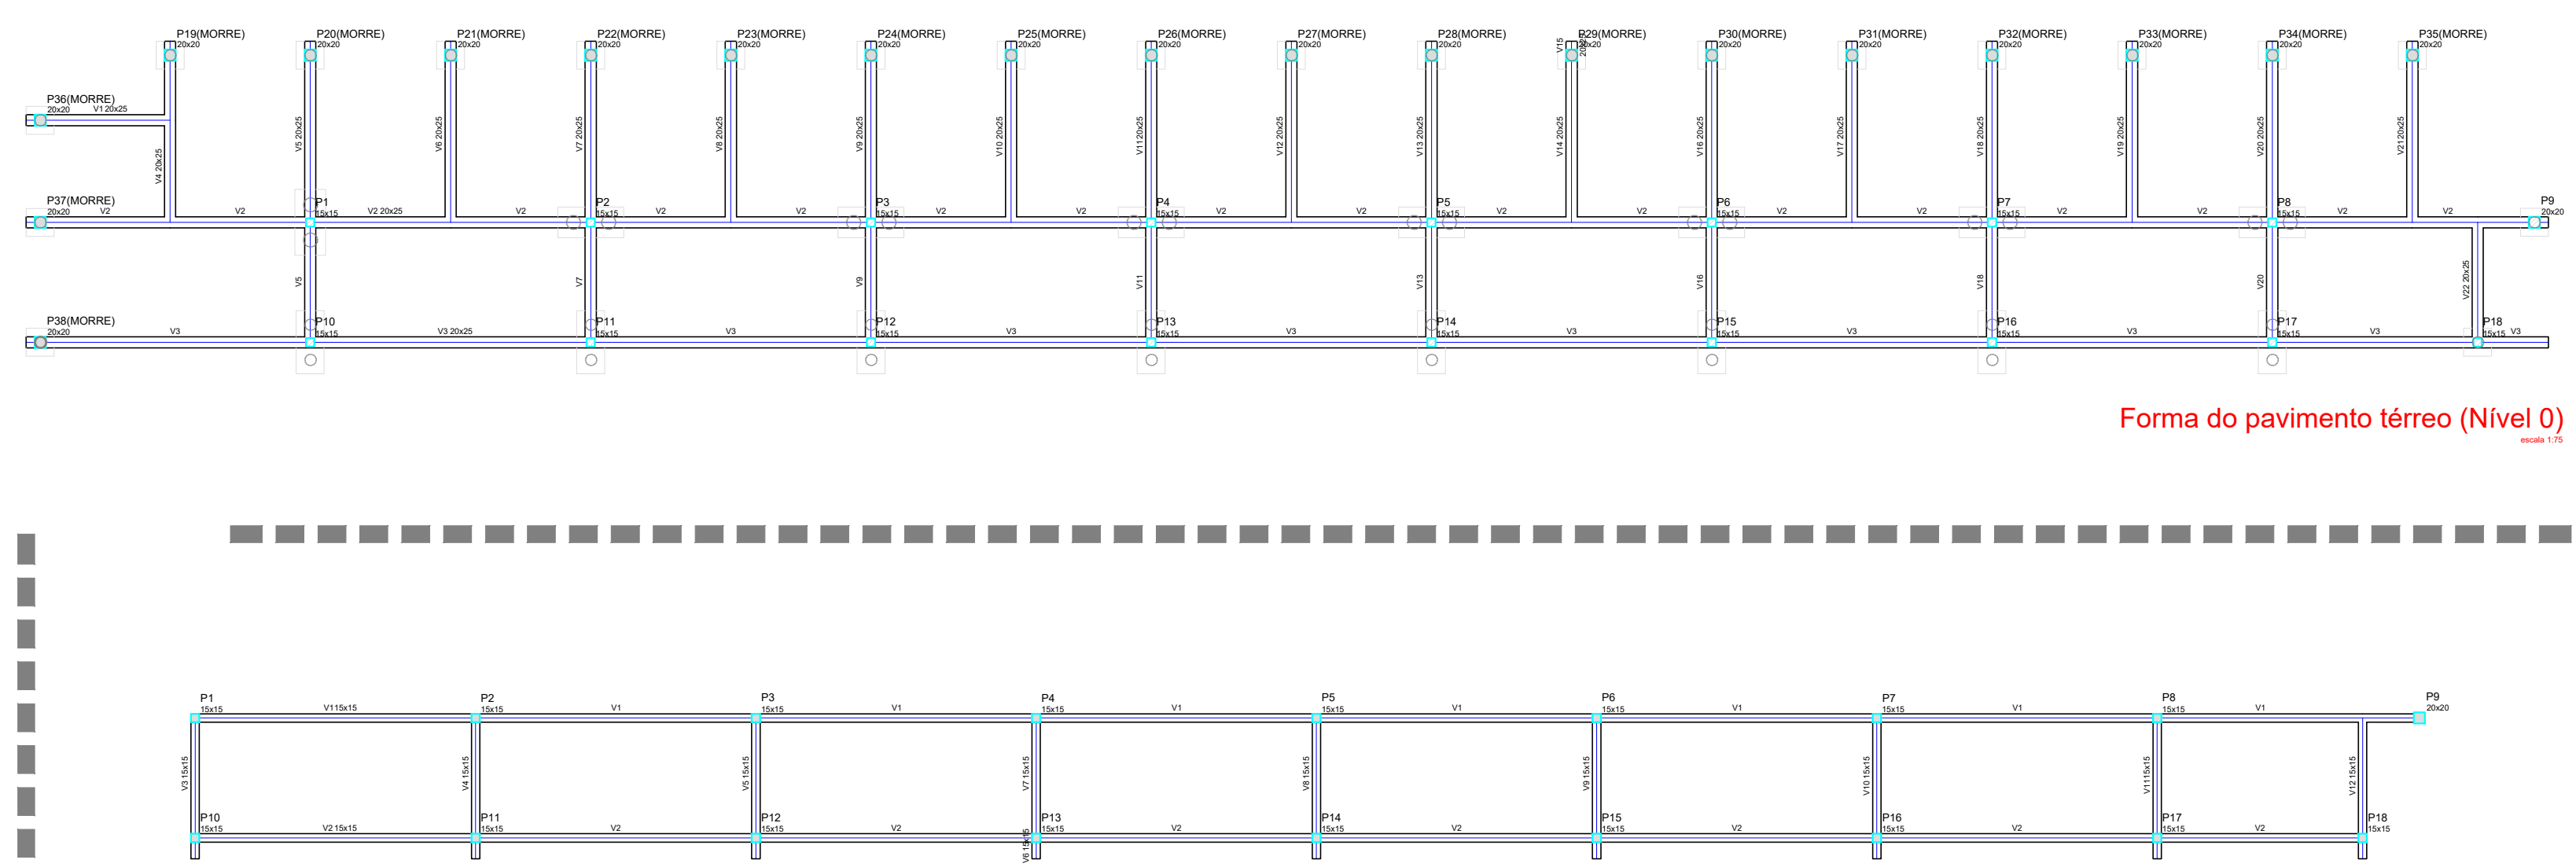 P19(MORRE) P20(MORRE) P21(MORRE) P22(MORRE) P23(MORRE) P24(MORRE) P25(MORRE) P26(MORRE) P27(MORRE) P28(MORRE) P29(MORRE) P30(MORRE) P31(MORRE) P32(MORRE) P33(MORRE) P34(MORRE) P35(MORRE)
20x20 20x20 20x20 20x20 20x20 20x20 20x20 20x20 20x20 20x20 20x20 20x20 20x20 20x20 20x20 20x20 20x20
V15 20x25
P36(MORRE)
20x20 V1 20x25
V4 20x25 V5 20x25 V6 20x25 V7 20x25 V8 20x25 V9 20x25 V10 20x25 V11 20x25 V12 20x25 V13 20x25 V14 20x25 V16 20x25 V17 20x25 V18 20x25 V19 20x25 V20 20x25 V21 20x25
P37(MORRE) P1 P2 P3 P4 P5 P6 P7 P8 P9
20x20 V2 V2 15x15 V2 20x25 V2 15x15 V2 V2 15x15 V2 V2 15x15 V2 V2 15x15 V2 V2 15x15 V2 V2 15x15 V2 V2 15x15 V2 V2 20x20
V5 V7 V9 V11 V13 V16 V18 V20 V22 20x25
P38(MORRE) P10 P11 P12 P13 P14 P15 P16 P17 P18
20x20 V3 15x15 V3 20x25 15x15 V3 15x15 V3 15x15 V3 15x15 V3 15x15 V3 15x15 V3 15x15 V3 15x15 V3
Forma do pavimento térreo (Nível 0)
escala 1:75
P1 P2 P3 P4 P5 P6 P7 P8 P9
15x15 V1 15x15 15x15 V1 15x15 V1 15x15 V1 15x15 V1 15x15 V1 15x15 V1 15x15 V1 20x20
V3 15x15 V4 15x15 V5 15x15 V7 15x15 V8 15x15 V9 15x15 V10 15x15 V11 15x15 V12 15x15
P10 P11 P12 P13 P14 P15 P16 P17 P18
15x15 V2 15x15 15x15 V2 15x15 V2 15x15 V2 15x15 V2 15x15 V2 15x15 V2 15x15 V2 15x15
V6 15x15